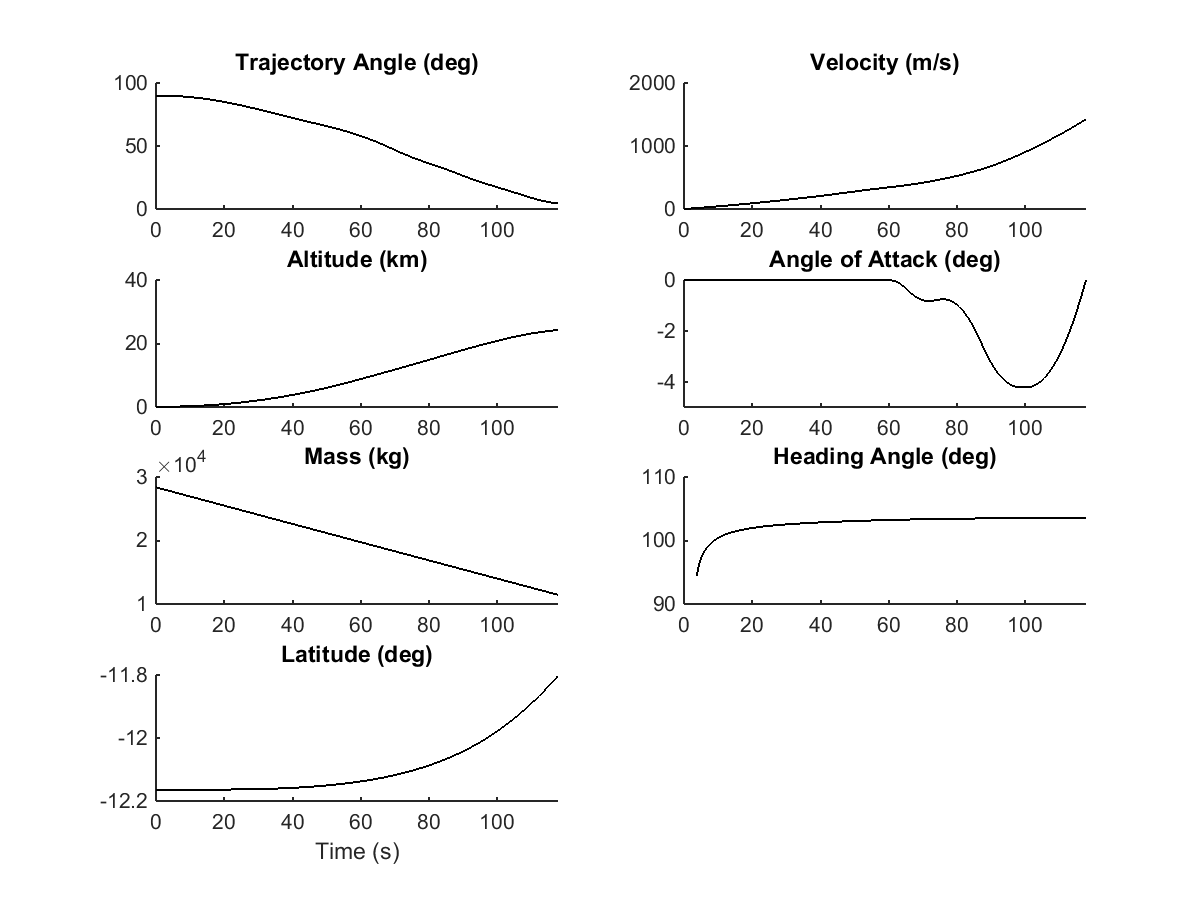 Trajectory Angle (deg)
100
50
0
0 20 40 60 80 100
Velocity (m/s)
2000
1000
0
0 20 40 60 80 100
Altitude (km)
40
20
0
0 20 40 60 80 100
Angle of Attack (deg)
0
-2
-4
0 20 40 60 80 100
Mass (kg)
×10⁴
3
2
1
0 20 40 60 80 100
Heading Angle (deg)
110
100
90
0 20 40 60 80 100
Latitude (deg)
-11.8
-12
-12.2
0 20 40 60 80 100
Time (s)